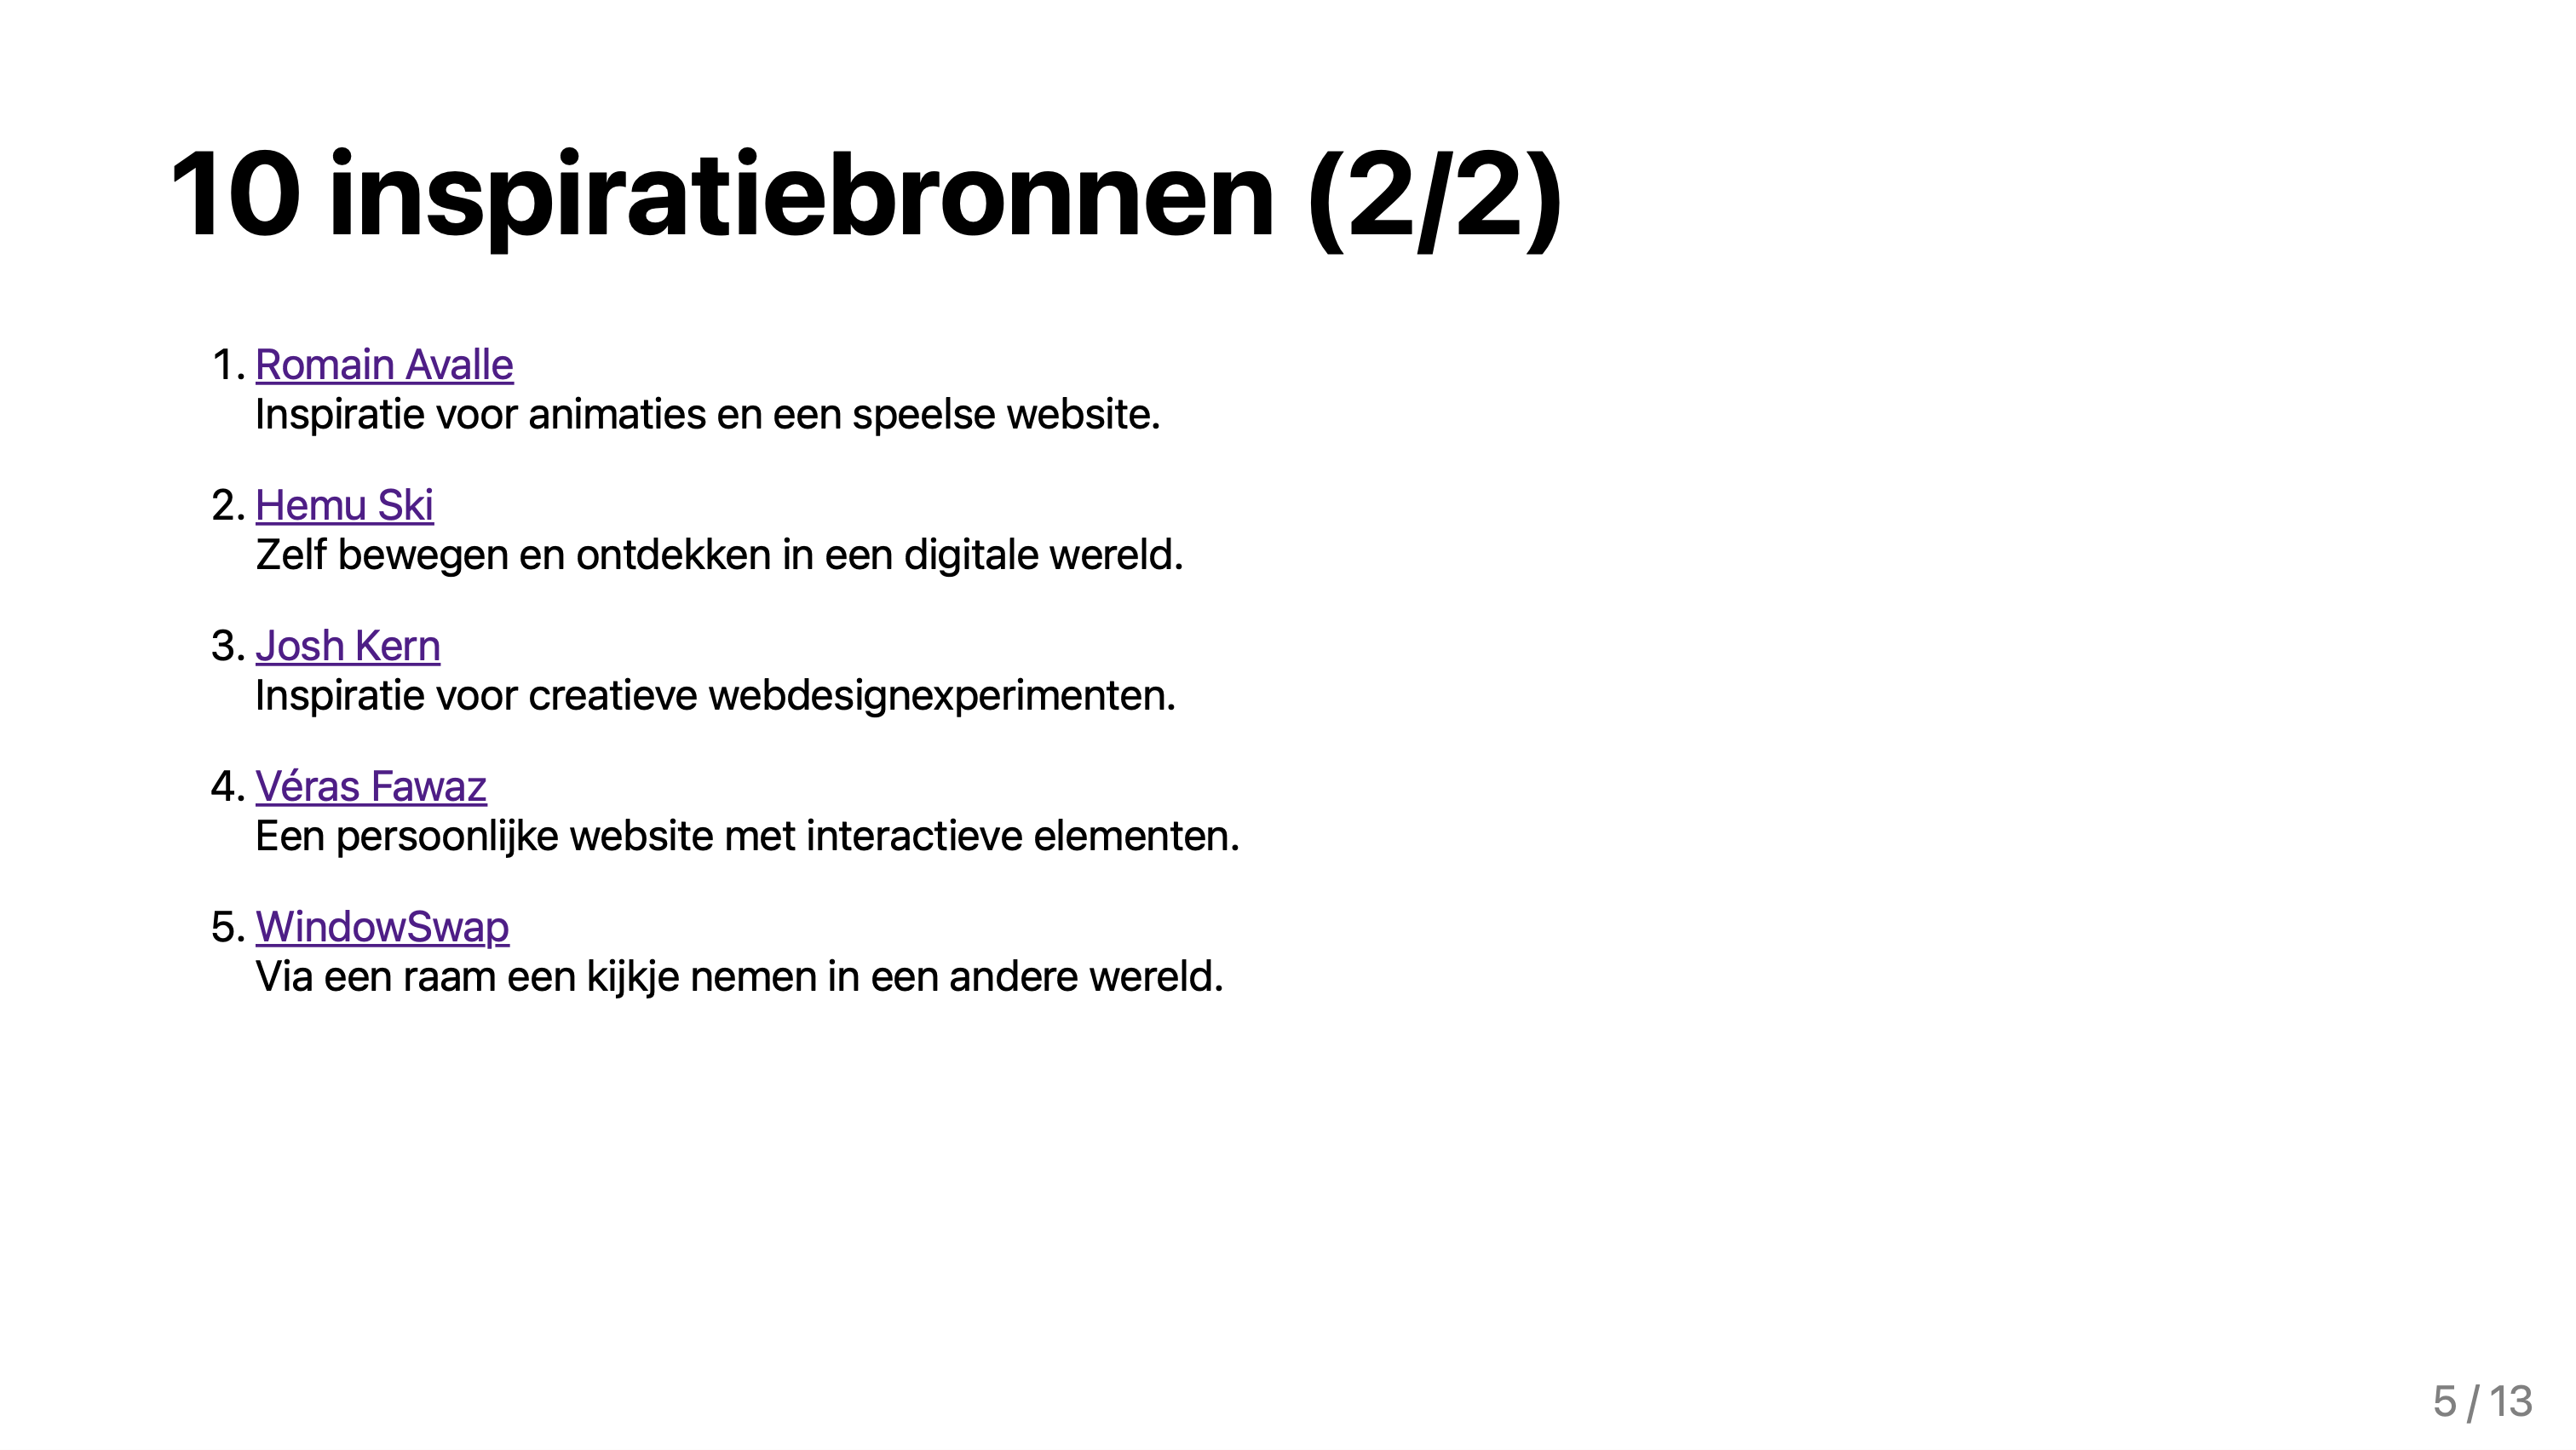 10 inspiratiebronnen (2/2)
1. Romain Avalle
Inspiratie voor animaties en een speelse website.
2. Hemu Ski
Zelf bewegen en ontdekken in een digitale wereld.
3. Josh Kern
Inspiratie voor creatieve webdesignexperimenten.
4. Véras Fawaz
Een persoonlijke website met interactieve elementen.
5. WindowSwap
Via een raam een kijkje nemen in een andere wereld.
5 / 13